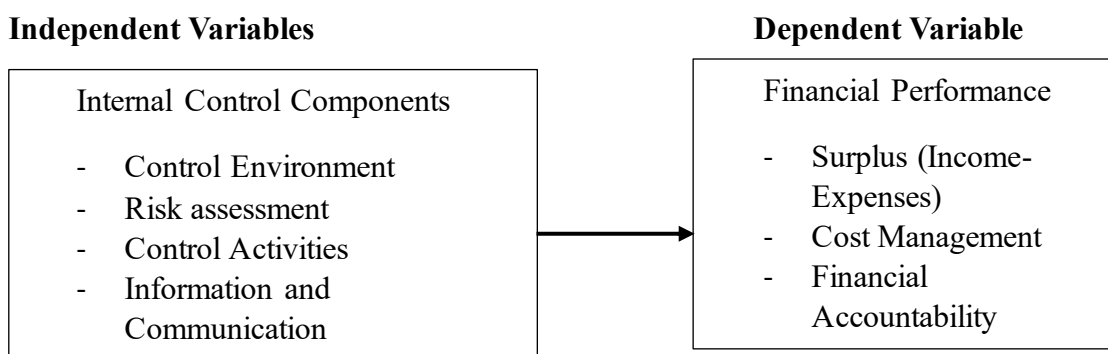 Independent Variables
Internal Control Components
- Control Environment
- Risk assessment
- Control Activities
- Information and
Communication
Dependent Variable
Financial Performance
- Surplus (Income-
Expenses)
- Cost Management
- Financial
Accountability